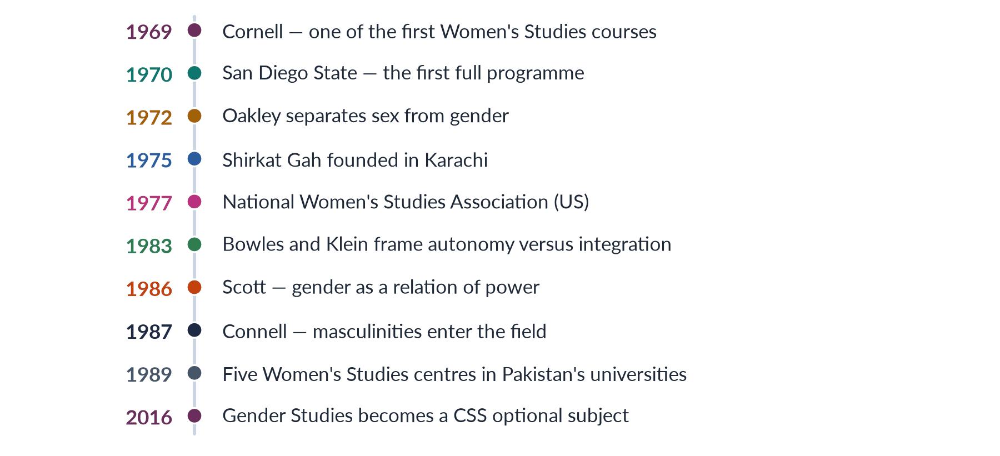 1969 Cornell — one of the first Women's Studies courses
1970 San Diego State — the first full programme
1972 Oakley separates sex from gender
1975 Shirkat Gah founded in Karachi
1977 National Women's Studies Association (US)
1983 Bowles and Klein frame autonomy versus integration
1986 Scott — gender as a relation of power
1987 Connell — masculinities enter the field
1989 Five Women's Studies centres in Pakistan's universities
2016 Gender Studies becomes a CSS optional subject